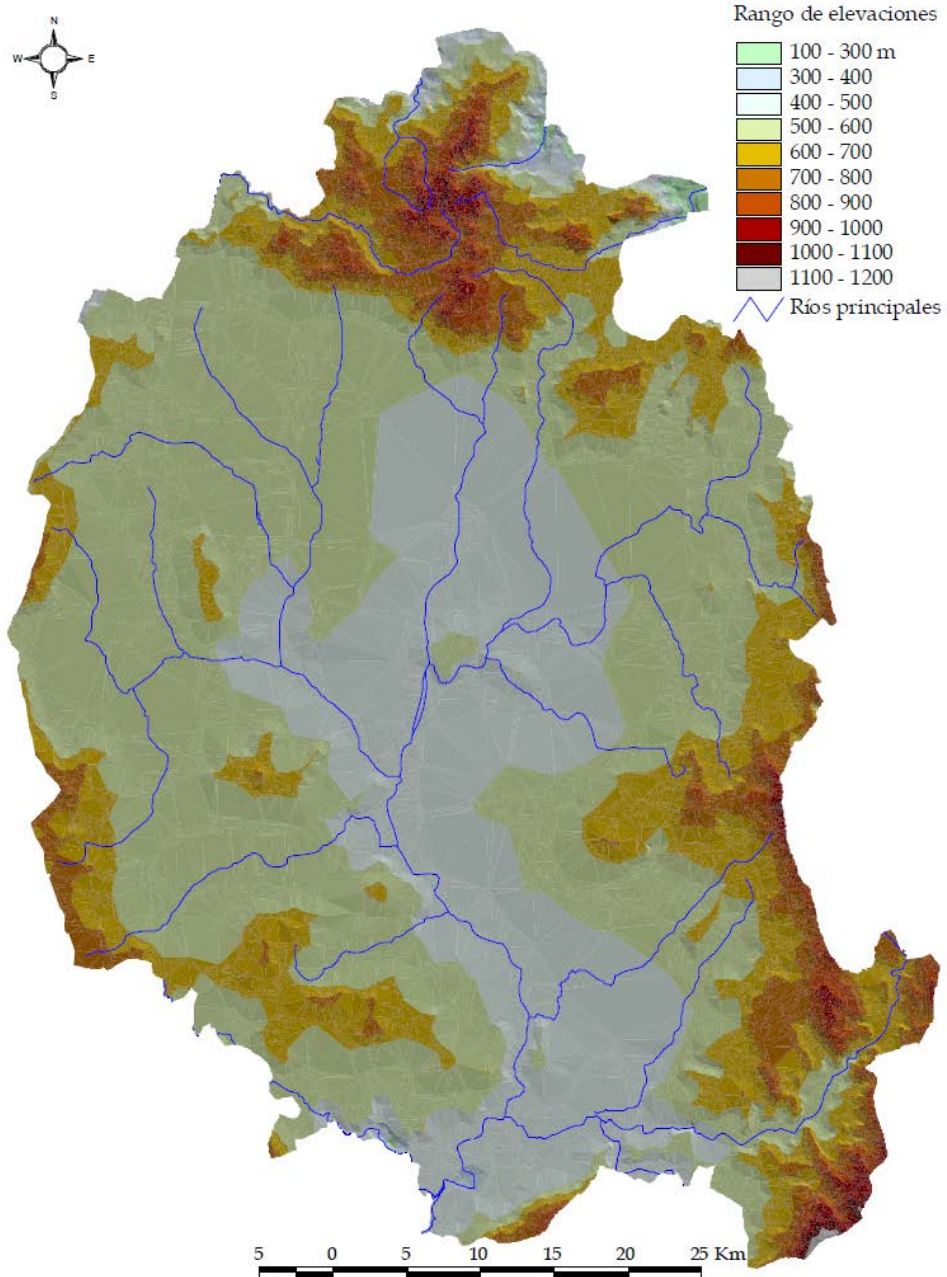 N
W E
S
Rango de elevaciones
100 - 300 m
300 - 400
400 - 500
500 - 600
600 - 700
700 - 800
800 - 900
900 - 1000
1000 - 1100
1100 - 1200
Ríos principales
5 0 5 10 15 20 25 Km